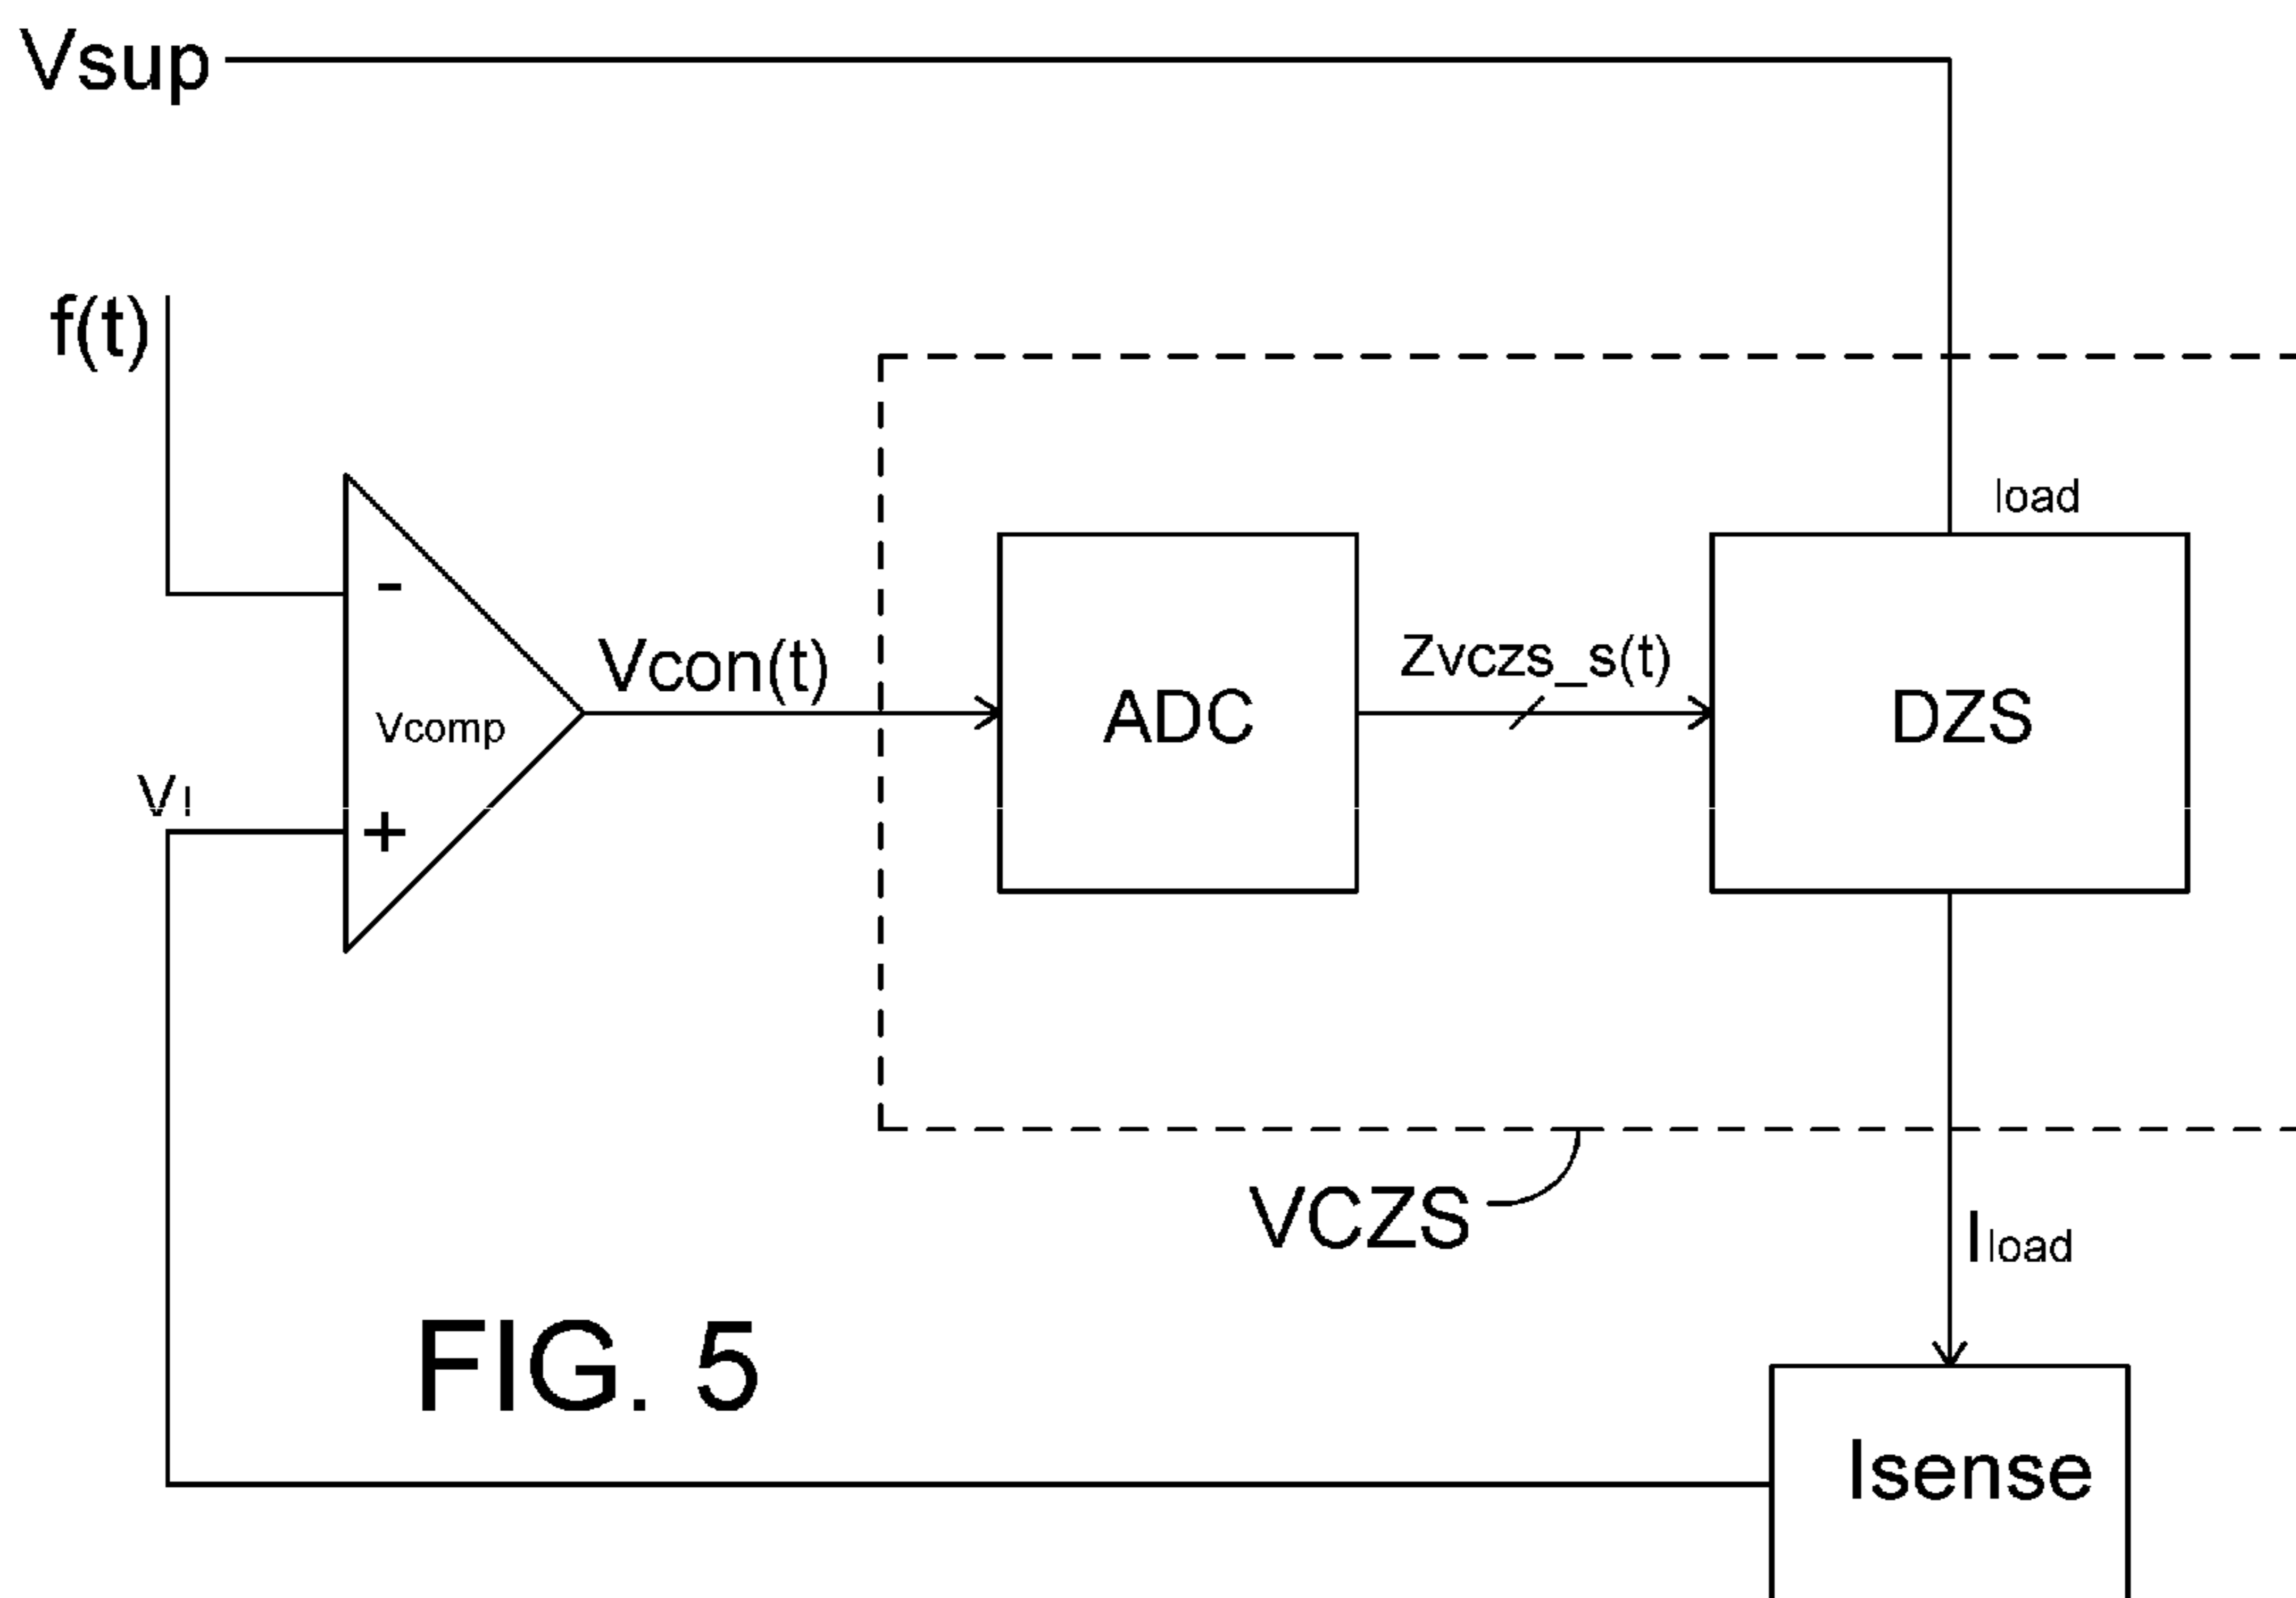 Vsup
f(t)
load
-
Vcon(t)
Zvczs_s(t)
ADC
DZS
Vcomp
VI
+
VCZS
Iload
FIG. 5
Isense